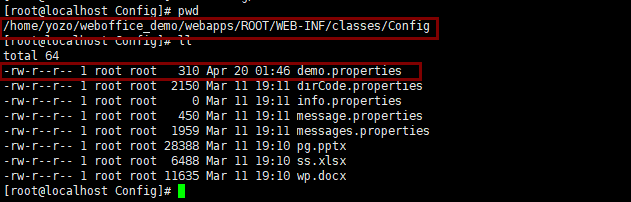 [root@localhost Config]# pwd
/home/yozo/weboffice_demo/webapps/ROOT/WEB-INF/classes/Config
[root@localhost Config]# ll
total 64
-rw-r--r-- 1 root root   310 Apr 20 01:46 demo.properties
-rw-r--r-- 1 root root  2150 Mar 11 19:11 dirCode.properties
-rw-r--r-- 1 root root     0 Mar 11 19:11 info.properties
-rw-r--r-- 1 root root   450 Mar 11 19:11 message.properties
-rw-r--r-- 1 root root  1959 Mar 11 19:11 messages.properties
-rw-r--r-- 1 root root 28388 Mar 11 19:10 pg.pptx
-rw-r--r-- 1 root root  6488 Mar 11 19:10 ss.xlsx
-rw-r--r-- 1 root root 11635 Mar 11 19:10 wp.docx
[root@localhost Config]#